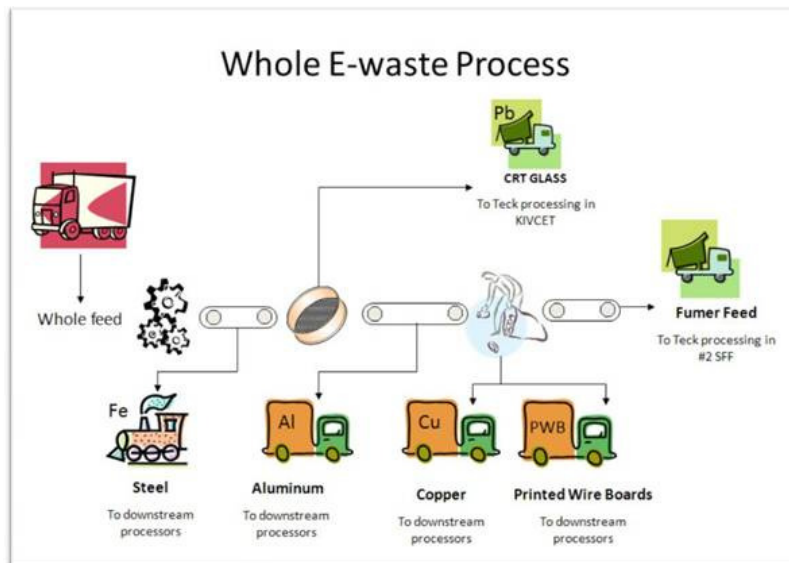 Whole E-waste Process
Pb
CRT GLASS
To Teck processing in
KIVCET
Whole feed
Fumer Feed
To Teck processing in
#2 SFF
Fe
Steel
To downstream
processors
Al
Aluminum
To downstream
processors
Cu
Copper
To downstream
processors
PWB
Printed Wire Boards
To downstream
processors